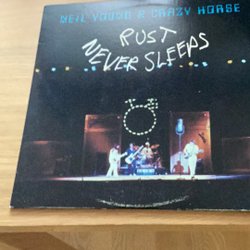 NEIL YOUNG & CRAZY HORSE
RUST
NEVER SLEEPS